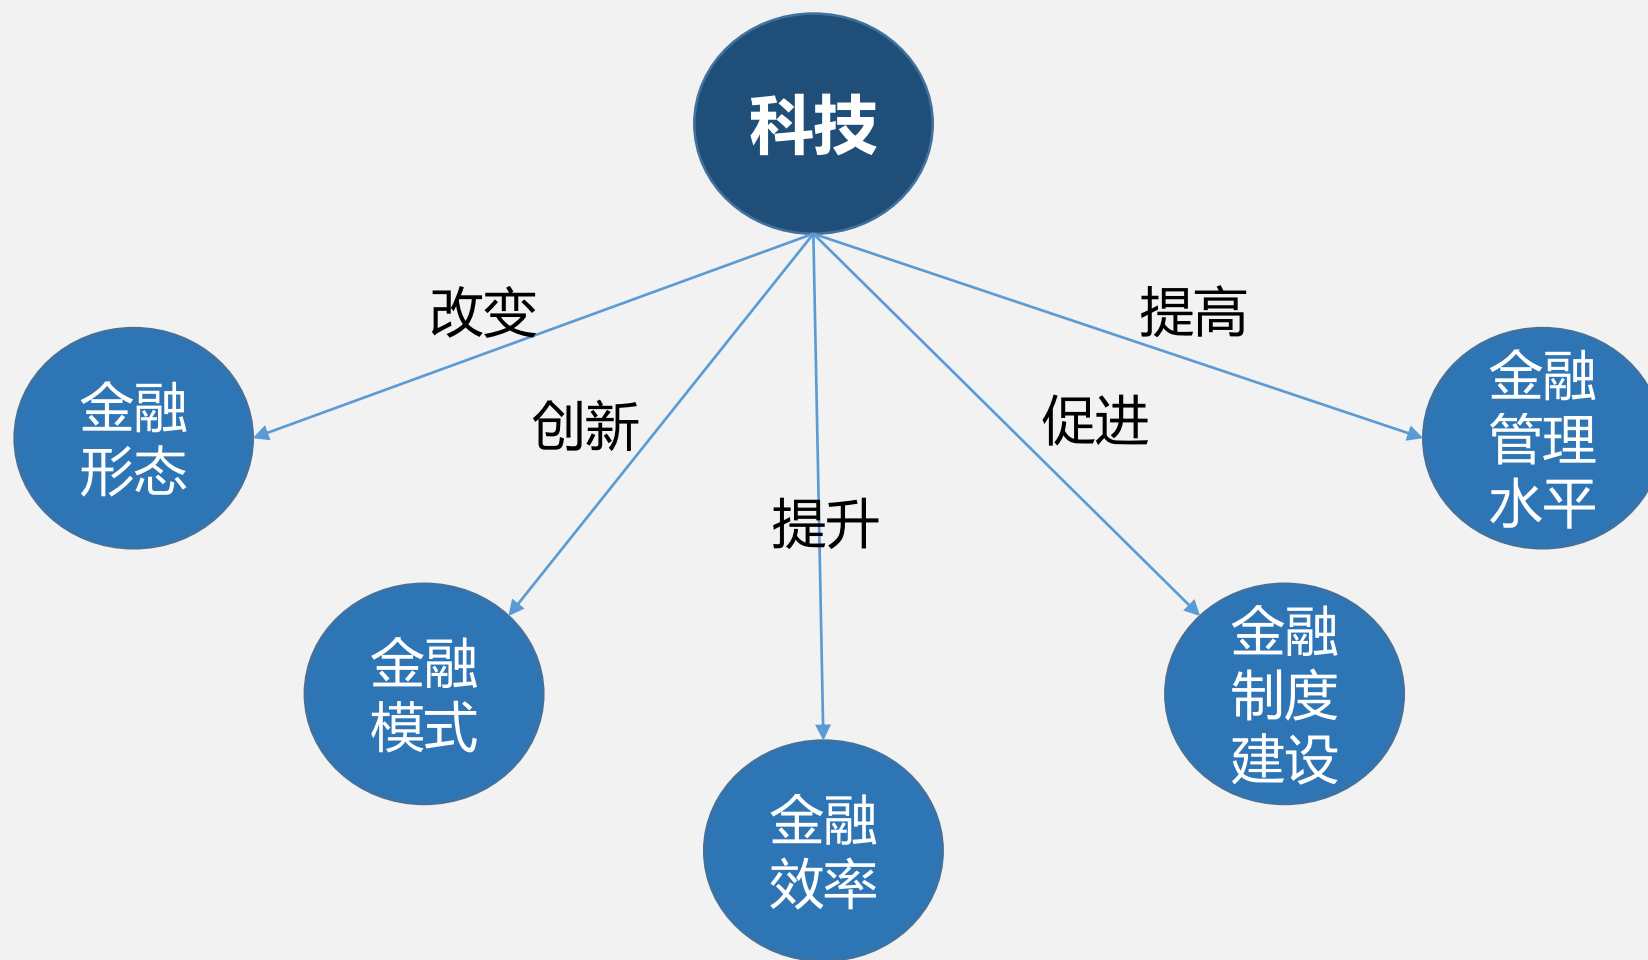 科技
改变
提高
金融
形态
创新
促进
金融
管理
水平
提升
金融
模式
金融
制度
建设
金融
效率